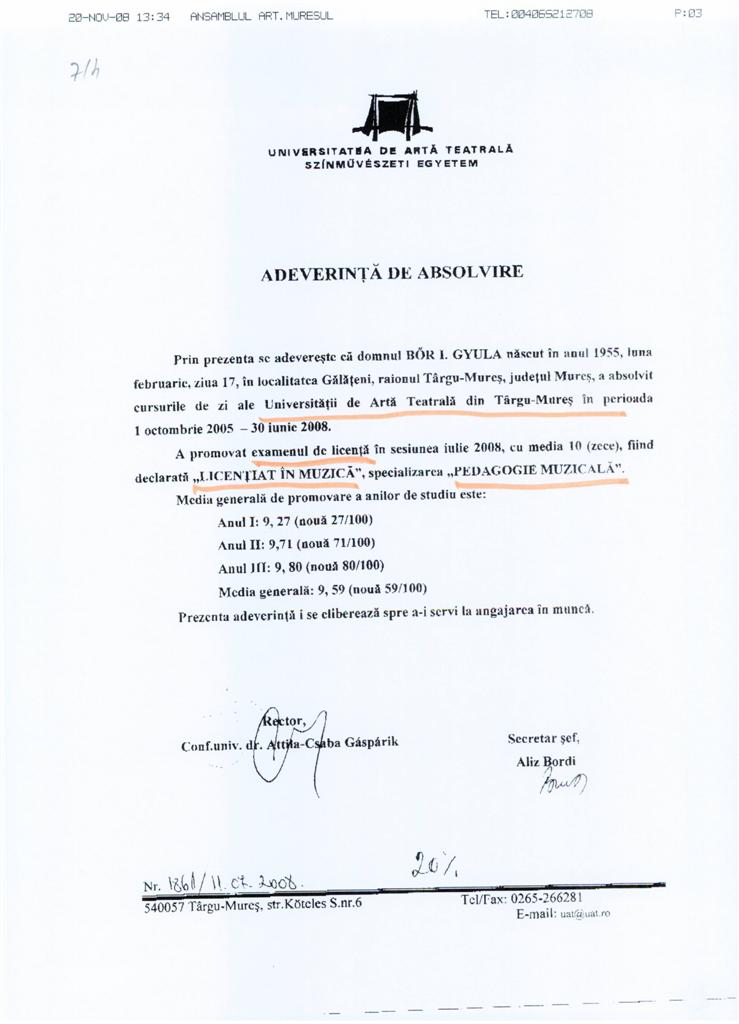 20-NOV-08 13:34 ANSAMBLUL ART.MURESUL TEL:004065212708 P:03
7/4
UNIVERSITATEA DE ARTĂ TEATRALĂ
SZÍNMŰVÉSZETI EGYETEM
ADEVERINȚĂ DE ABSOLVIRE
Prin prezenta se adeverește că domnul BŐR I. GYULA născut în anul 1955, luna
februarie, ziua 17, în localitatea Gălățeni, raionul Târgu-Mureș, județul Mureș, a absolvit
cursurile de zi ale Universității de Artă Teatrală din Târgu-Mureș în perioada
1 octombrie 2005 – 30 iunie 2008.
A promovat examenul de licență în sesiunea iulie 2008, cu media 10 (zece), fiind
declarată „LICENȚIAT ÎN MUZICĂ”, specializarea „PEDAGOGIE MUZICALĂ”.
Media generală de promovare a anilor de studiu este:
Anul I: 9, 27 (nouă 27/100)
Anul II: 9,71 (nouă 71/100)
Anul III: 9, 80 (nouă 80/100)
Media generală: 9, 59 (nouă 59/100)
Prezenta adeverință i se eliberează spre a-i servi la angajarea în muncă.
Rector,
Conf.univ. dr. Attila-Csaba Gáspárik
Secretar șef,
Aliz Bordi
20%
Nr. 1861/11.07.2008.
540057 Târgu-Mureș, str.Köteles S.nr.6
Tel/Fax: 0265-266281
E-mail: uat@uat.ro